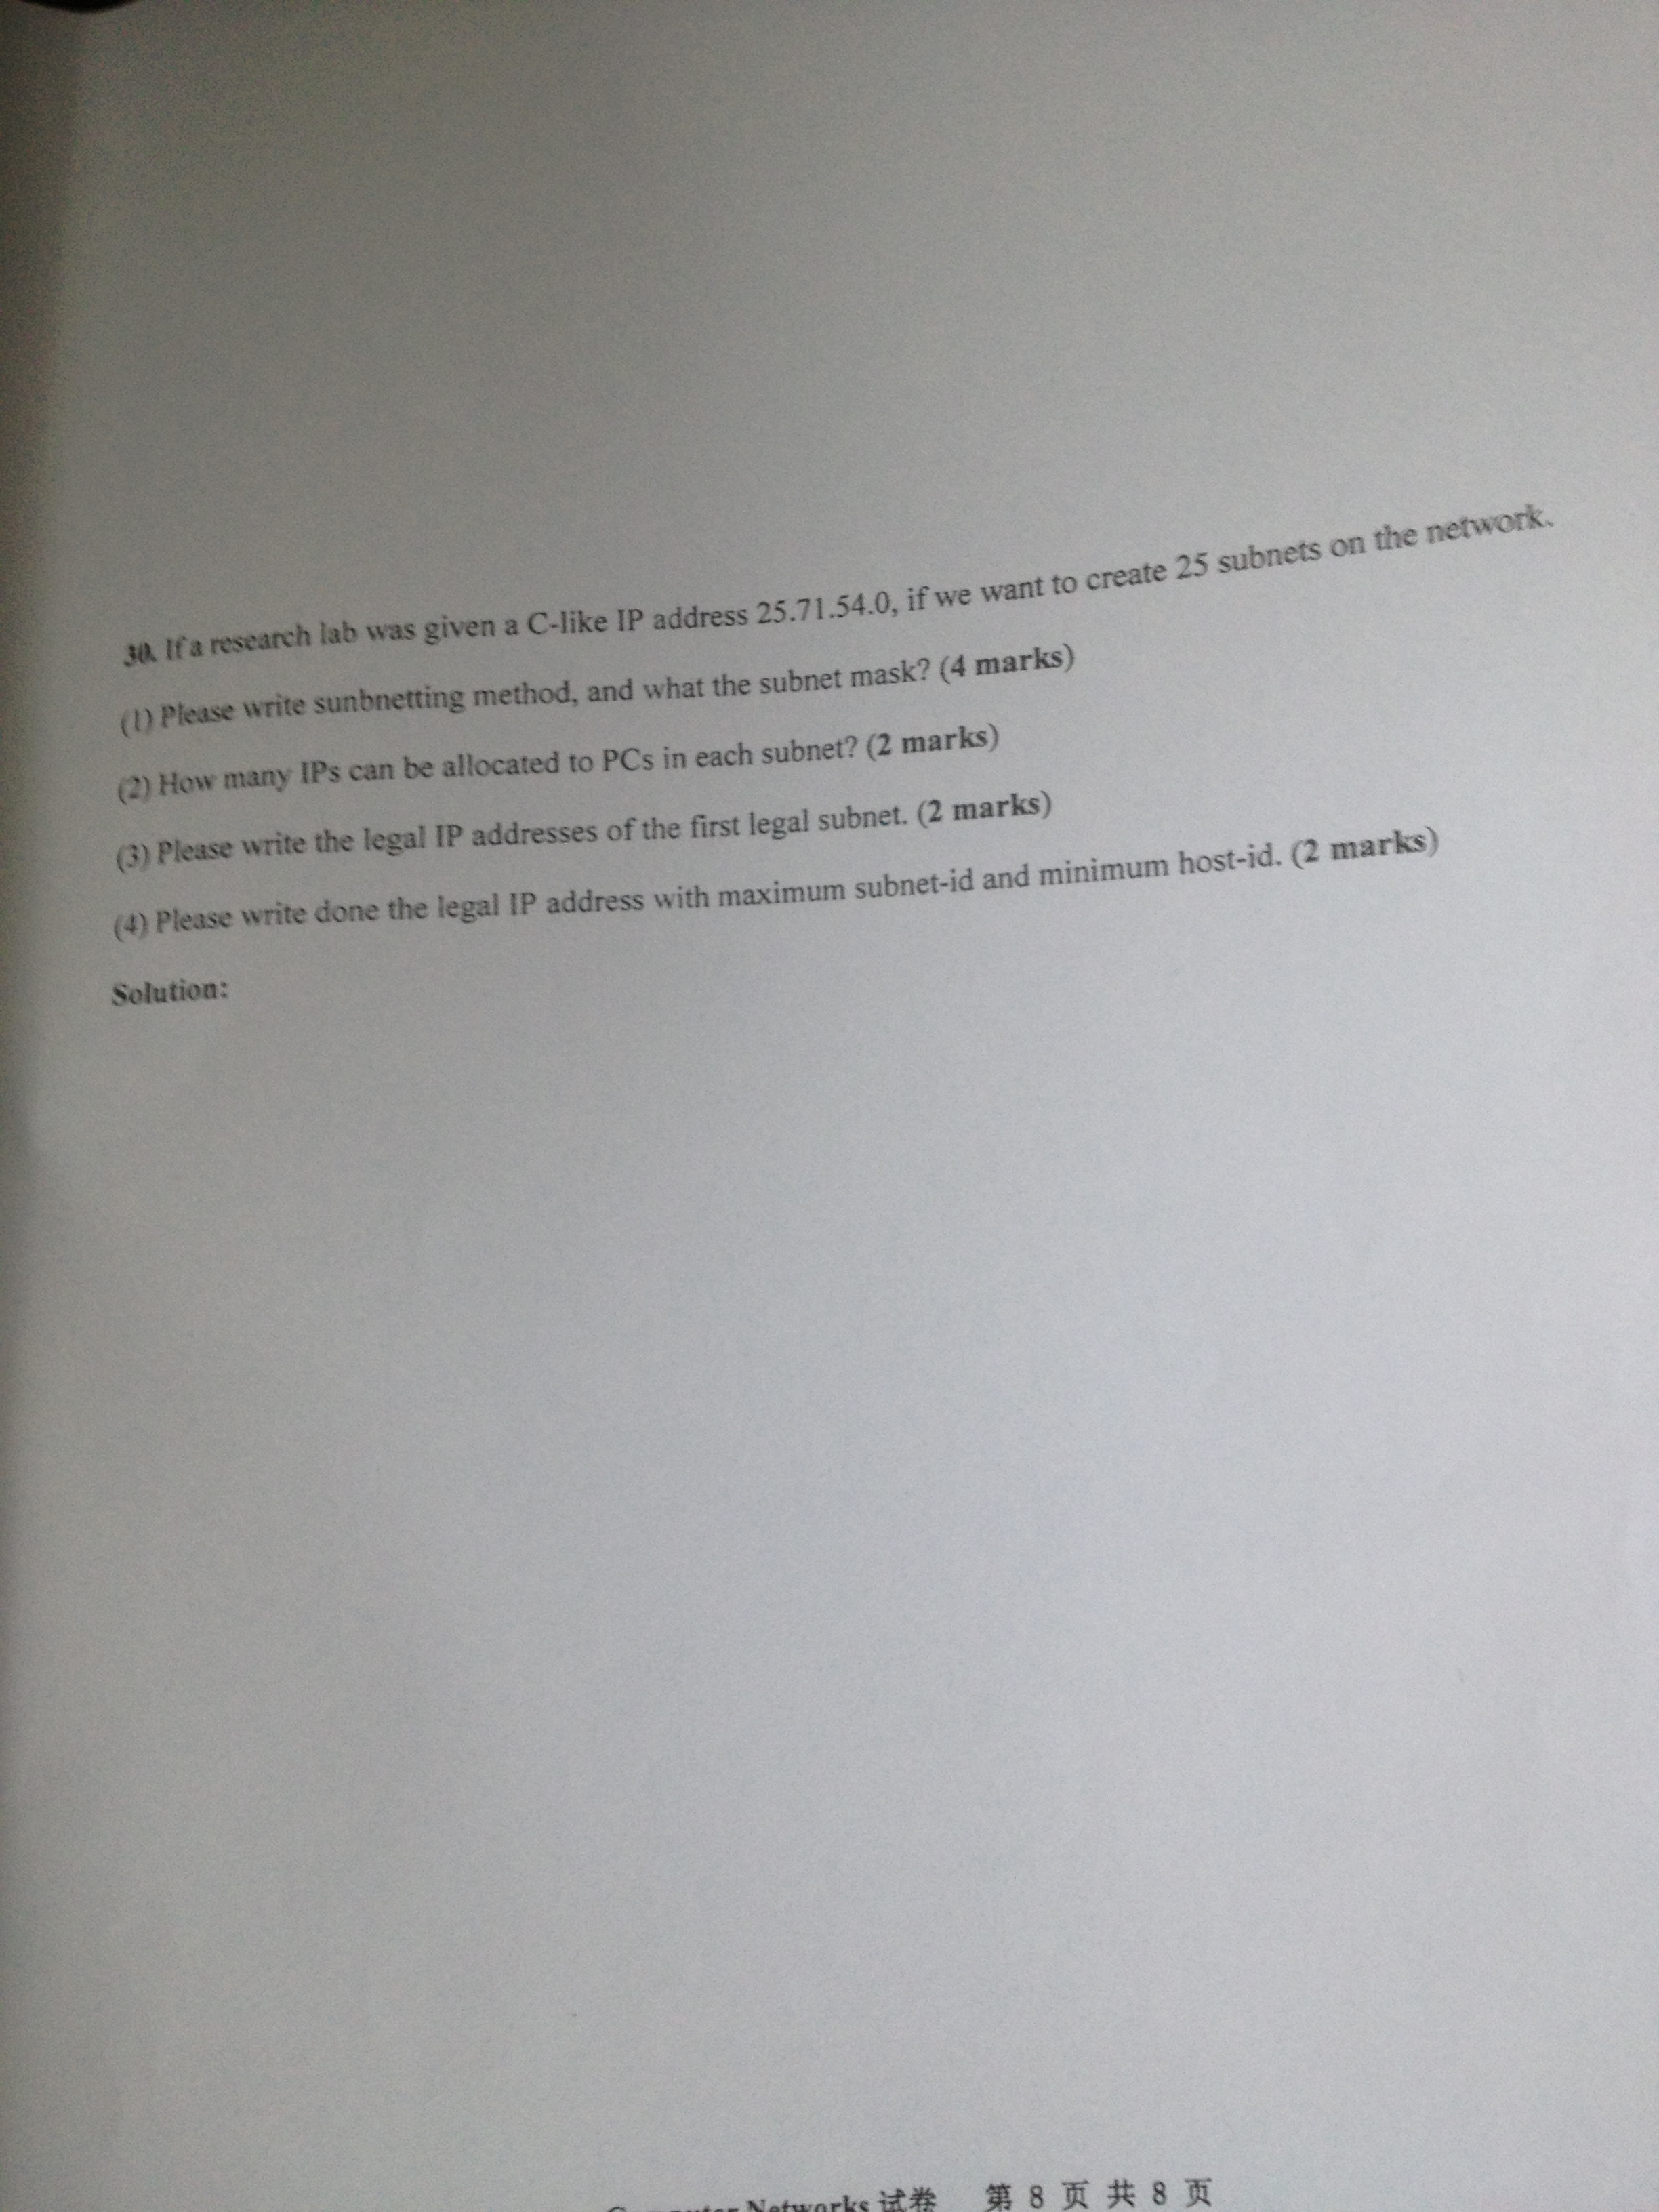 30. If a research lab was given a C-like IP address 25.71.54.0, if we want to create 25 subnets on the network.
(1) Please write sunbnetting method, and what the subnet mask? (4 marks)
(2) How many IPs can be allocated to PCs in each subnet? (2 marks)
(3) Please write the legal IP addresses of the first legal subnet. (2 marks)
(4) Please write done the legal IP address with maximum subnet-id and minimum host-id. (2 marks)
Solution:
Computer Networks 试卷 第 8 页 共 8 页